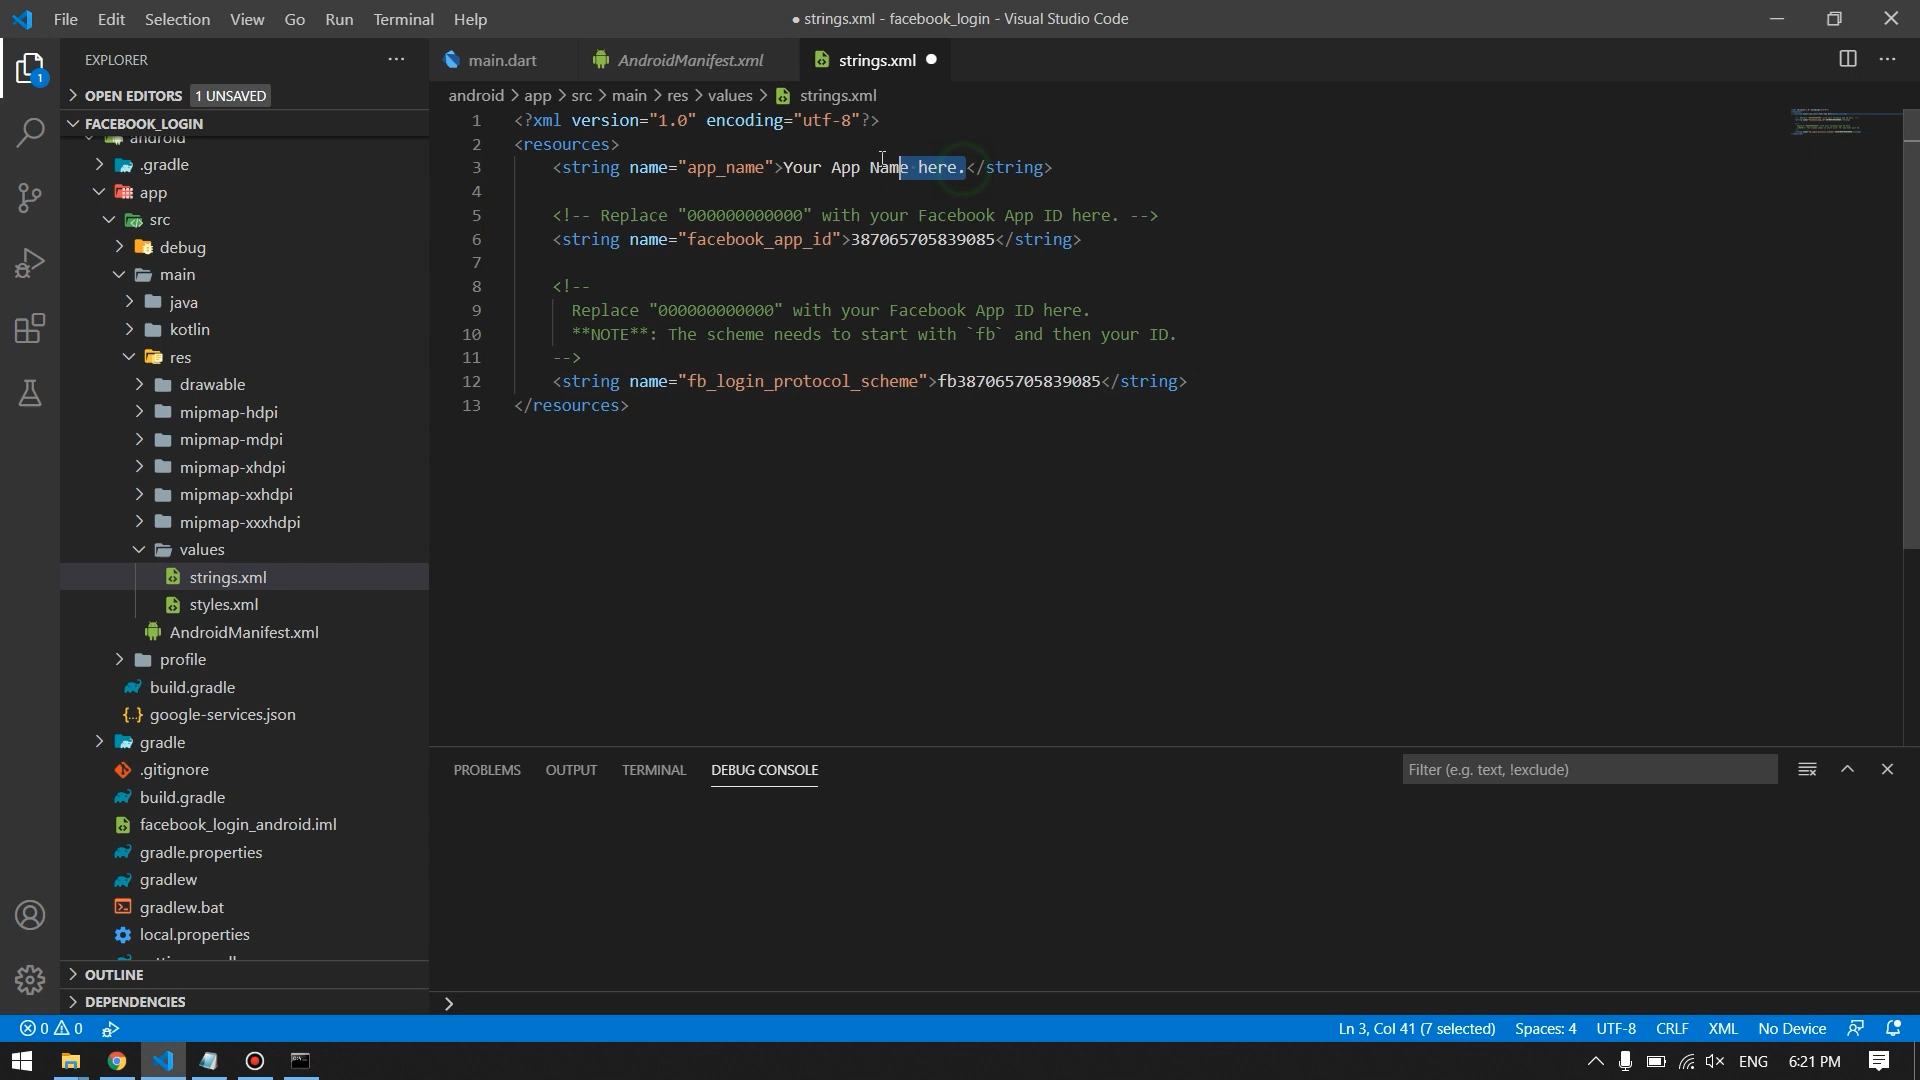 File Edit Selection View Go Run Terminal Help
● strings.xml - facebook_login - Visual Studio Code
EXPLORER
1
OPEN EDITORS 1 UNSAVED
FACEBOOK_LOGIN
android
.gradle
app
src
debug
main
java
kotlin
res
drawable
mipmap-hdpi
mipmap-mdpi
mipmap-xhdpi
mipmap-xxhdpi
mipmap-xxxhdpi
values
strings.xml
styles.xml
AndroidManifest.xml
profile
build.gradle
google-services.json
gradle
.gitignore
build.gradle
facebook_login_android.iml
gradle.properties
gradlew
gradlew.bat
local.properties
OUTLINE
DEPENDENCIES
main.dart AndroidManifest.xml strings.xml
android > app > src > main > res > values > strings.xml
1 <?xml version="1.0" encoding="utf-8"?>
2 <resources>
3 <string name="app_name">Your App Name here.</string>
4
5 <!-- Replace "000000000000" with your Facebook App ID here. -->
6 <string name="facebook_app_id">387065705839085</string>
7
8 <!--
9 Replace "000000000000" with your Facebook App ID here.
10 **NOTE**: The scheme needs to start with `fb` and then your ID.
11 -->
12 <string name="fb_login_protocol_scheme">fb387065705839085</string>
13 </resources>
PROBLEMS OUTPUT TERMINAL DEBUG CONSOLE
Filter (e.g. text, !exclude)
0 0
Ln 3, Col 41 (7 selected) Spaces: 4 UTF-8 CRLF XML No Device
ENG 6:21 PM